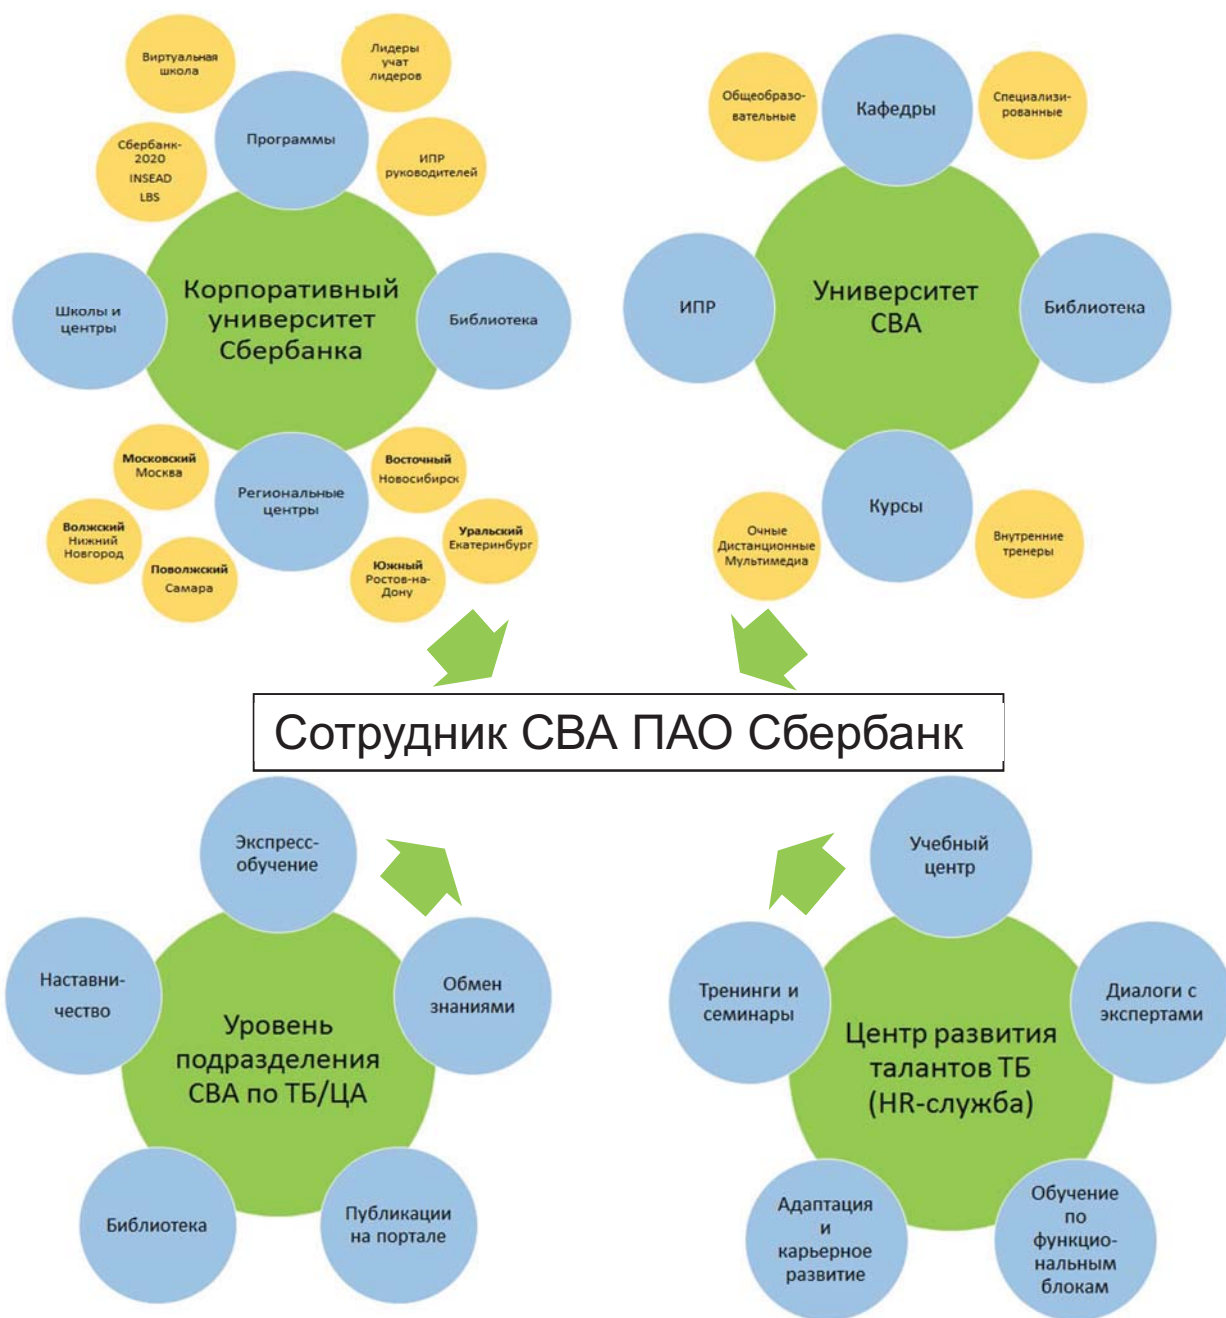 Виртуальная
школа
Лидеры
учат
лидеров
Программы
Сбербанк-
2020
INSEAD
LBS
ИПР
руководителей
Корпоративный
университет
Сбербанка
Школы и
центры
Библиотека
Региональные
центры
Московский
Москва
Восточный
Новосибирск
Волжский
Нижний
Новгород
Уральский
Екатеринбург
Поволжский
Самара
Южный
Ростов-на-
Дону
Общеобразо-
вательные
Кафедры
Специализи-
рованные
Университет
СВА
ИПР
Библиотека
Курсы
Очные
Дистанционные
Мультимедиа
Внутренние
тренеры
Сотрудник СВА ПАО Сбербанк
Экспресс-
обучение
Наставни-
чество
Обмен
знаниями
Уровень
подразделения
СВА по ТБ/ЦА
Библиотека
Публикации
на портале
Учебный
центр
Тренинги и
семинары
Диалоги с
экспертами
Центр развития
талантов ТБ
(HR-служба)
Адаптация
и
карьерное
развитие
Обучение
по
функцио-
нальным
блокам